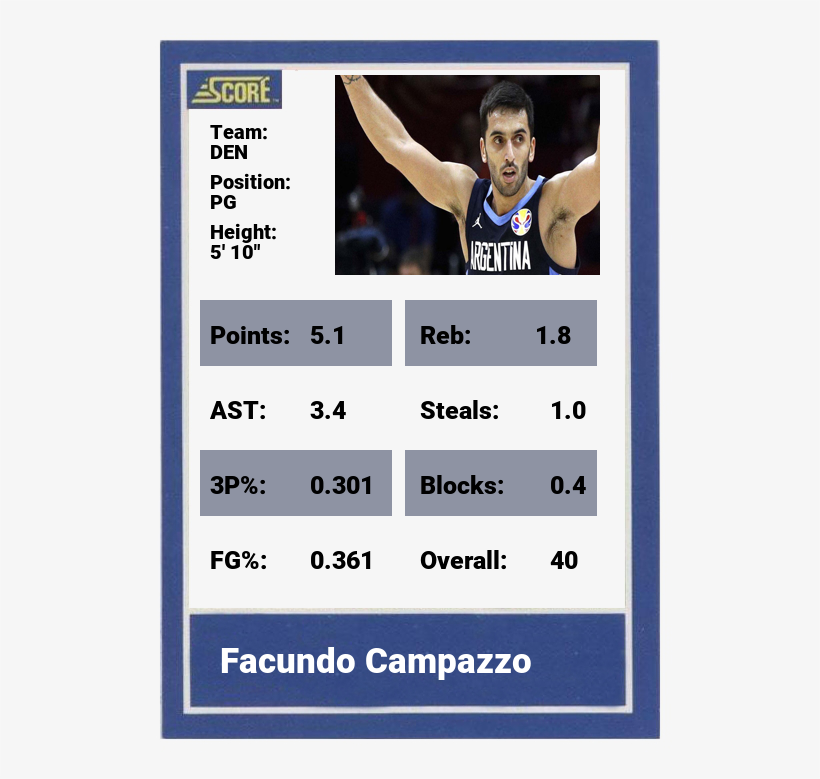 SCORE
Team:
DEN
Position:
PG
Height:
5' 10"
ARGENTINA
Points: 5.1 Reb: 1.8
AST: 3.4 Steals: 1.0
3P%: 0.301 Blocks: 0.4
FG%: 0.361 Overall: 40
Facundo Campazzo